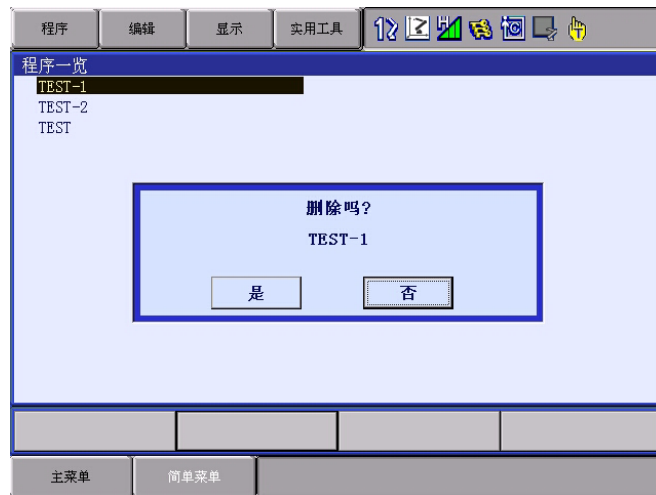 程序 编辑 显示 实用工具
程序一览
TEST-1
TEST-2
TEST
删除吗?
TEST-1
是 否
主菜单 简单菜单